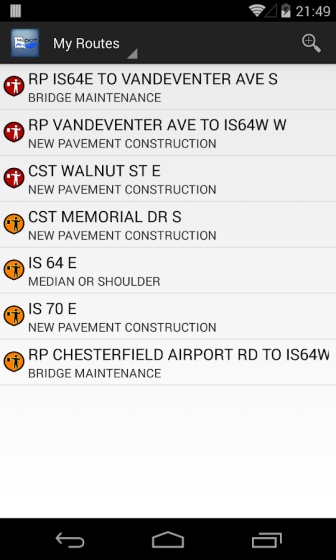 21:49
My Routes
RP IS64E TO VANDEVENTER AVE S
BRIDGE MAINTENANCE
RP VANDEVENTER AVE TO IS64W W
NEW PAVEMENT CONSTRUCTION
CST WALNUT ST E
NEW PAVEMENT CONSTRUCTION
CST MEMORIAL DR S
NEW PAVEMENT CONSTRUCTION
IS 64 E
MEDIAN OR SHOULDER
IS 70 E
NEW PAVEMENT CONSTRUCTION
RP CHESTERFIELD AIRPORT RD TO IS64W
BRIDGE MAINTENANCE